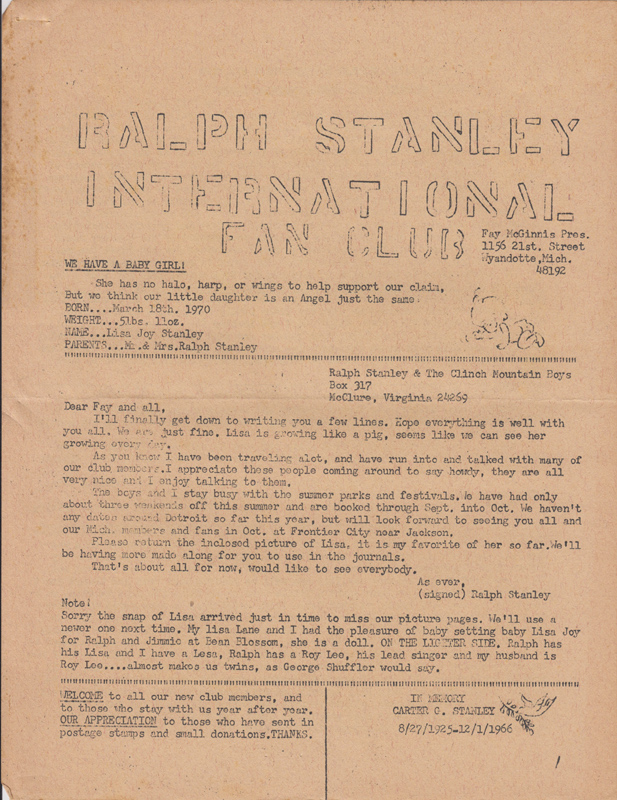 RALPH STANLEY
INTERNATIONAL
FAN CLUB
Fay McGinnis Pres.
1156 21st. Street
Wyandotte,Mich.
48192
WE HAVE A BABY GIRL!
She has no halo, harp, or wings to help support our claim,
But we think our little daughter is an Angel just the same.
BORN....March 18th. 1970
WEIGHT...5lbs. 11oz.
NAME...Lisa Joy Stanley
PARENTS...Mr.& Mrs.Ralph Stanley
Ralph Stanley & The Clinch Mountain Boys
Box 317
McClure, Virginia 24269
Dear Fay and all,
I'll finally get down to writing you a few lines. Hope everything is well with
you all. We are just fine. Lisa is growing like a pig, seems like we can see her
growing every day.
As you know I have been traveling alot, and have run into and talked with many of
our club members.I appreciate these people coming around to say howdy, they are all
very nice and I enjoy talking to them.
The boys and I stay busy with the summer parks and festivals. We have had only
about three weekends off this summer and are booked through Sept. into Oct. We haven't
any dates around Detroit so far this year, but will look forward to seeing you all and
our Mich. members and fans in Oct. at Frontier City near Jackson.
Please return the inclosed picture of Lisa, it is my favorite of her so far.We'll
be having more made along for you to use in the journals.
That's about all for now, would like to see everybody.
As ever,
(signed) Ralph Stanley
Note!
Sorry the snap of Lisa arrived just in time to miss our picture pages. We'll use a
newer one next time. My lisa Lane and I had the pleasure of baby setting baby Lisa Joy
for Ralph and Jimmie at Bean Blossom, she is a doll. ON THE LIGHTER SIDE. Ralph has
his Lisa and I have a Lesa, Ralph has a Roy Lee, his lead singer and my husband is
Roy Lee....almost makes us twins, as George Shuffler would say.
WELCOME to all our new club members, and
to those who stay with us year after year.
OUR APPRECIATION to those who have sent in
postage stamps and small donations.THANKS.
IN MEMORY
CARTER G. STANLEY
8/27/1925-12/1/1966
1